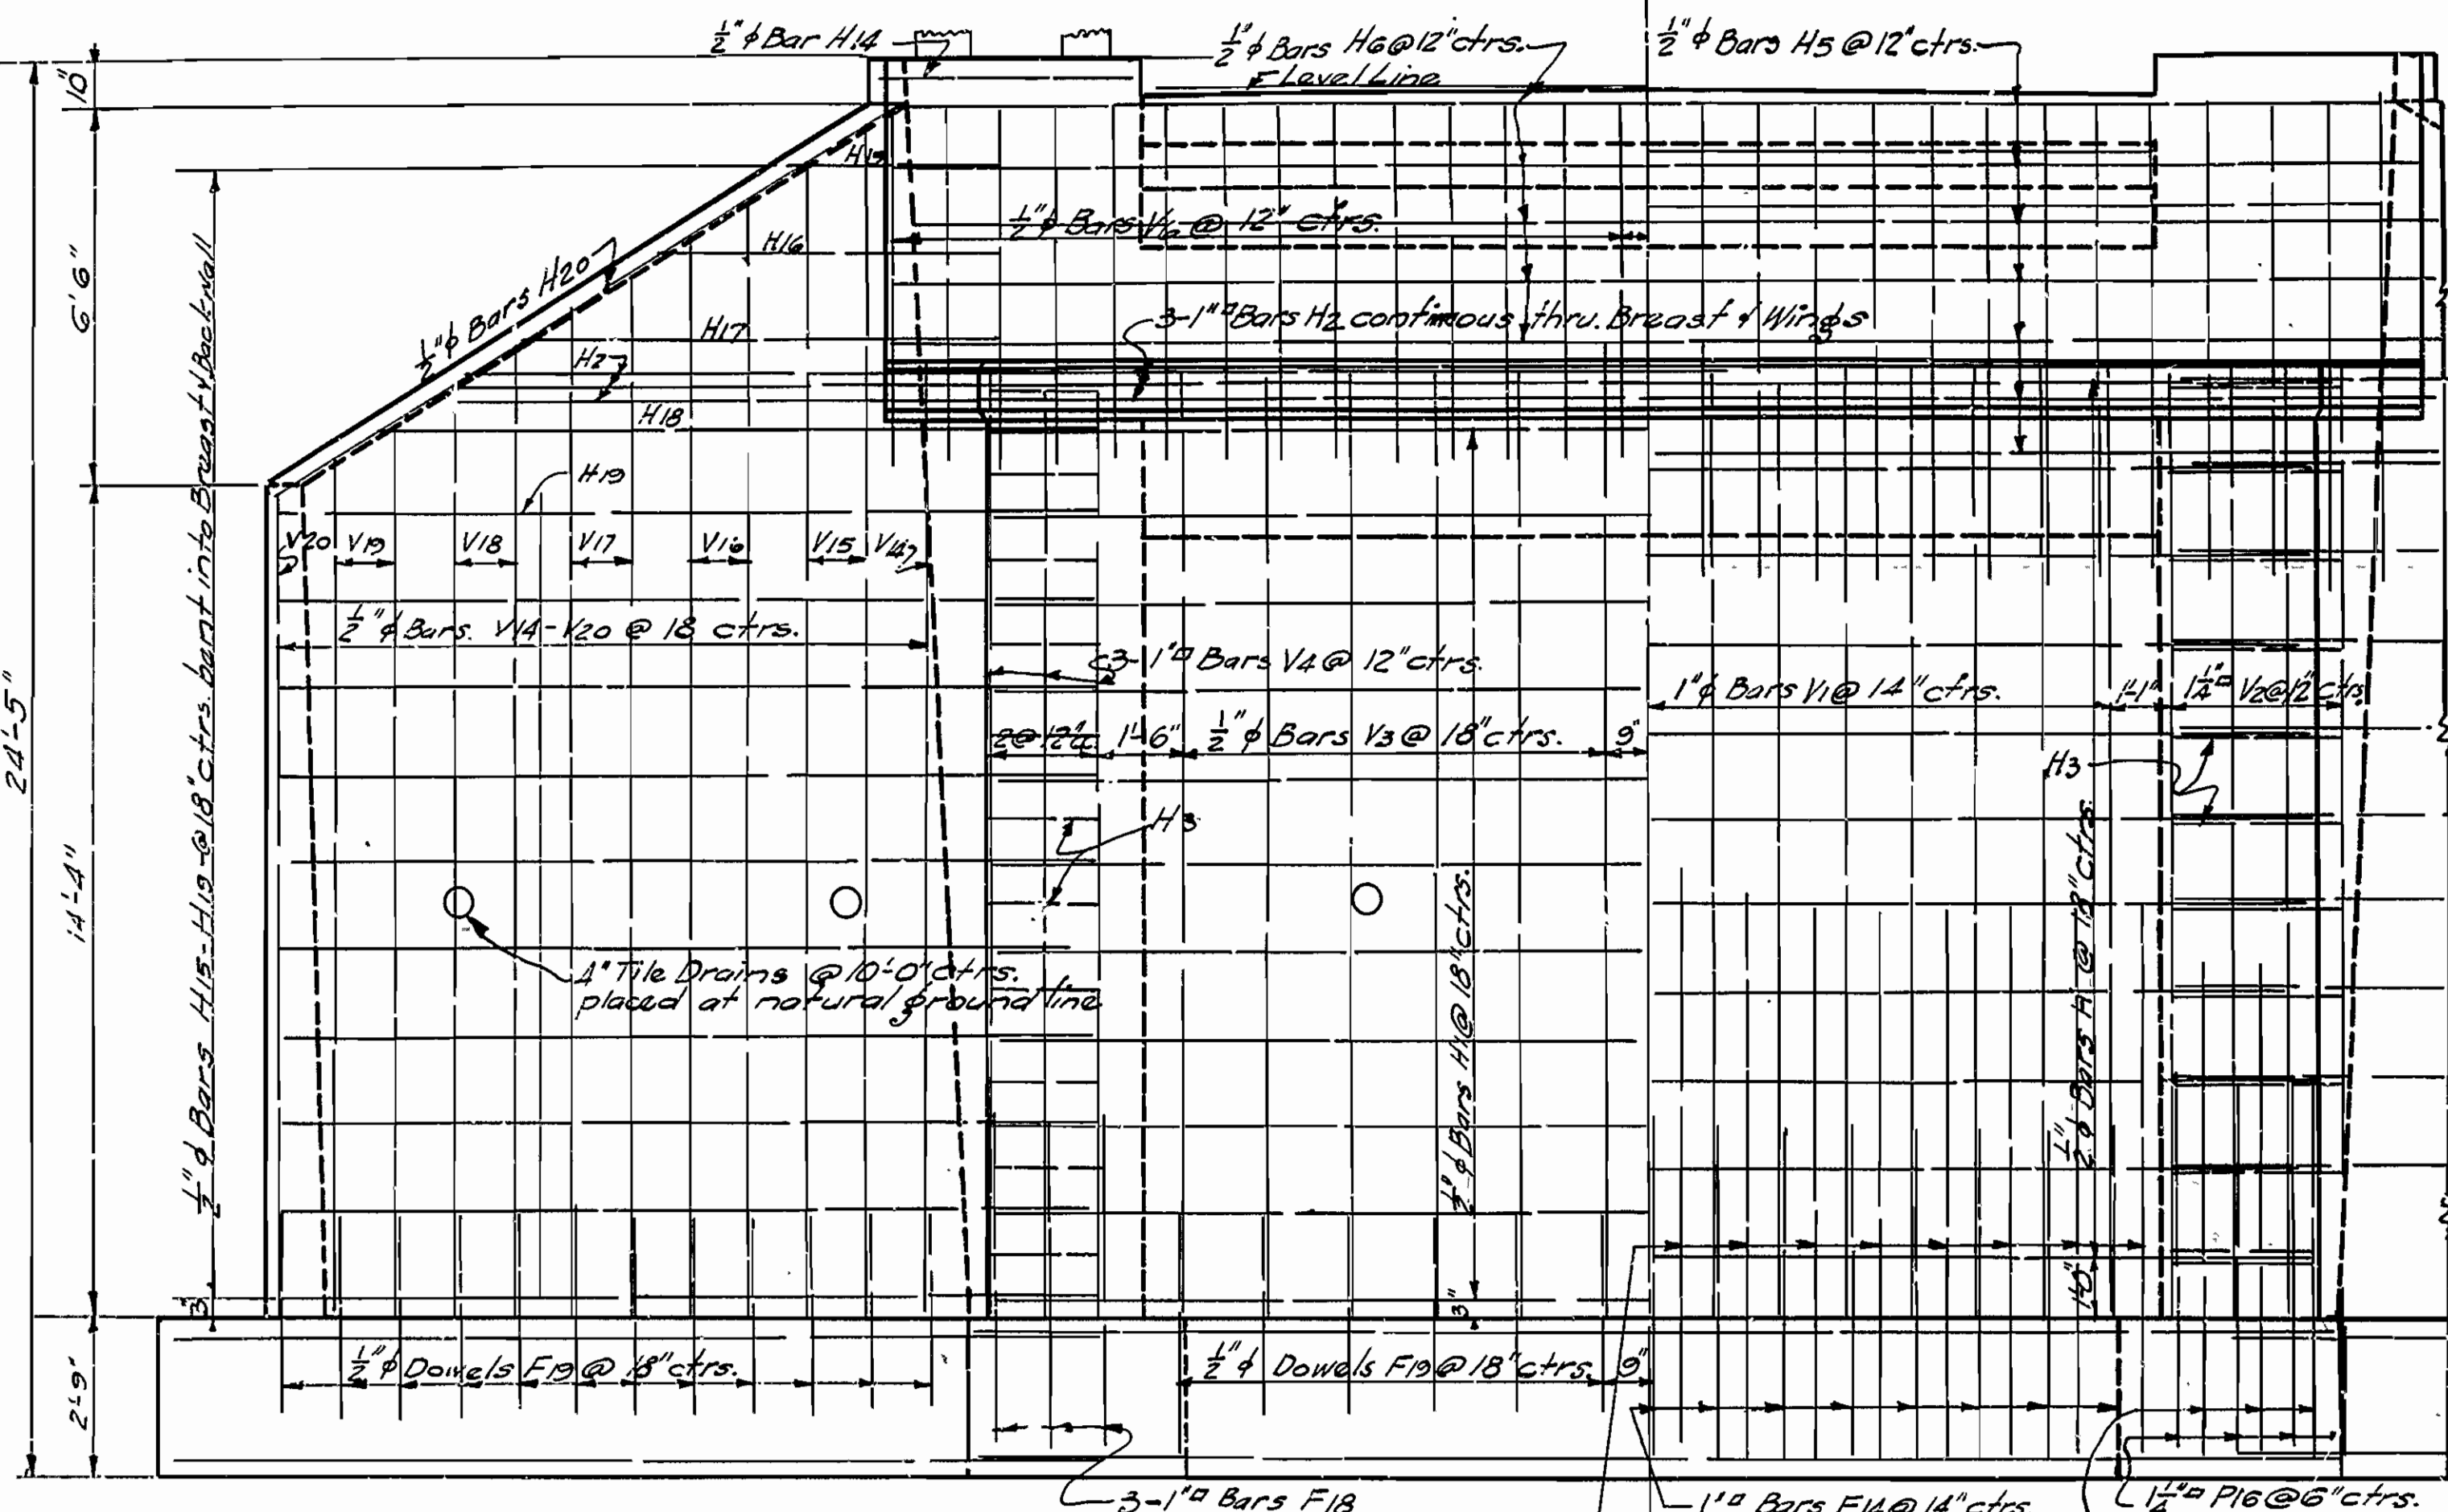 ½"ϕ Bar H14
½"ϕ Bars H6@12"ctrs.
½"ϕ Bars H5 @ 12"ctrs.
Level Line
10"
6'6"
14'-4"
2'-9"
24'-5"
½"ϕ Bars H15-H19-@18"ctrs. bent into Breast & Backwall
3"
½"ϕ Bars H20
H15
H16
H17
H2
H18
H19
½"ϕ Bars V6 @ 12" ctrs.
3-1"□ Bars H2 continuous thru. Breast & Wings
V20
V19
V18
V17
V16
V15
V14
½"ϕ Bars. V14-V20 @ 18 ctrs.
3-1"□ Bars V4 @ 12"ctrs.
2@12"c
1'-6"
½"ϕ Bars V3 @ 18"ctrs.
9"
1"ϕ Bars V1 @ 14"ctrs.
1'-1"
1¼"□ V2@12"ctrs.
H3
H3
4" Tile Drains @10'-0"ctrs.
placed at natural ground line
½"ϕ Bars H1@ 18"ctrs.
3"
½"ϕ Bars H1 @ 18"ctrs.
1'-0"
½"ϕ Dowels F19 @ 18"ctrs.
½"ϕ Dowels F19@ 18"ctrs.
9"
3-1"□ Bars F18
1"□ Bars F14@14"ctrs
1¼"□ P16@6"ctrs.